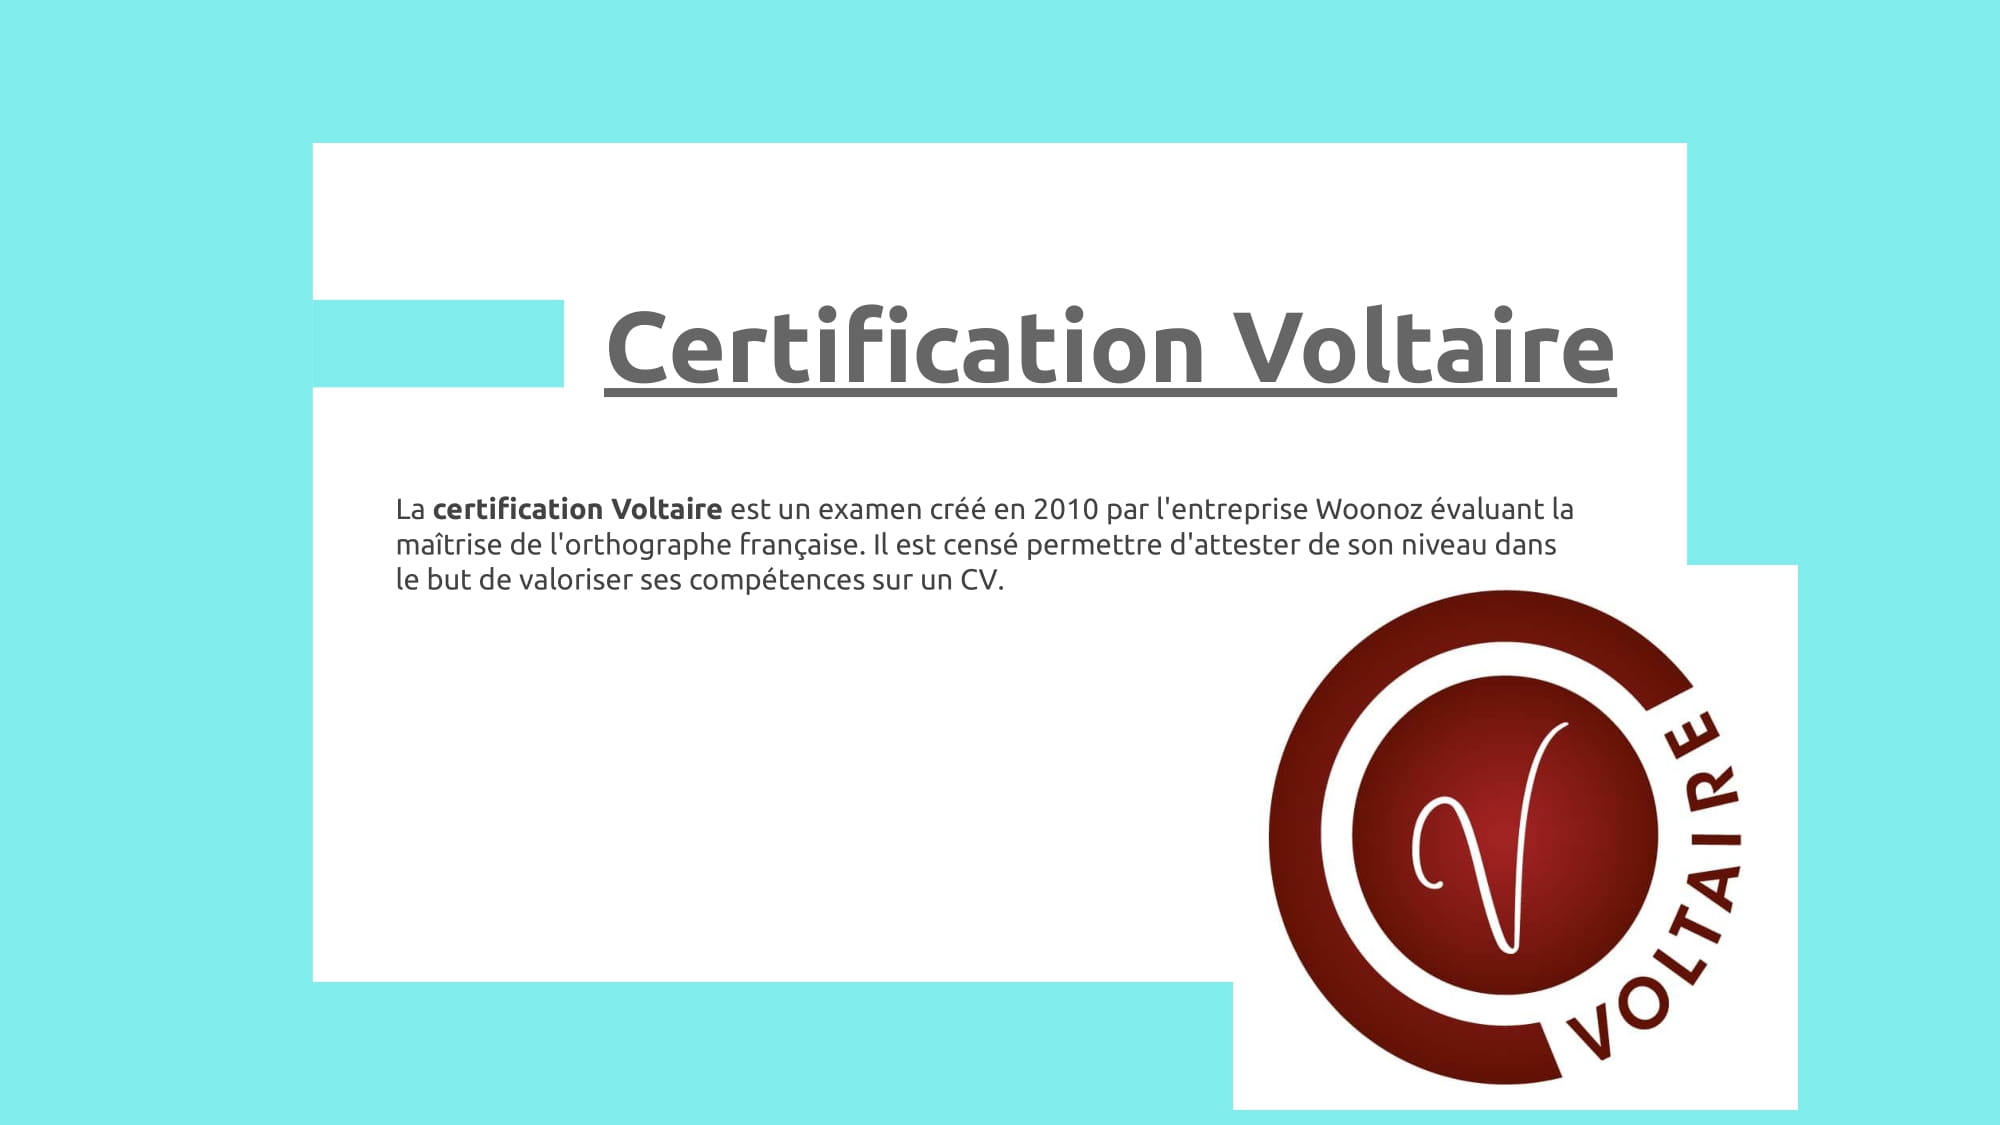 Certification Voltaire
La certification Voltaire est un examen créé en 2010 par l'entreprise Woonoz évaluant la
maîtrise de l'orthographe française. Il est censé permettre d'attester de son niveau dans
le but de valoriser ses compétences sur un CV.
V
VOLTAIRE